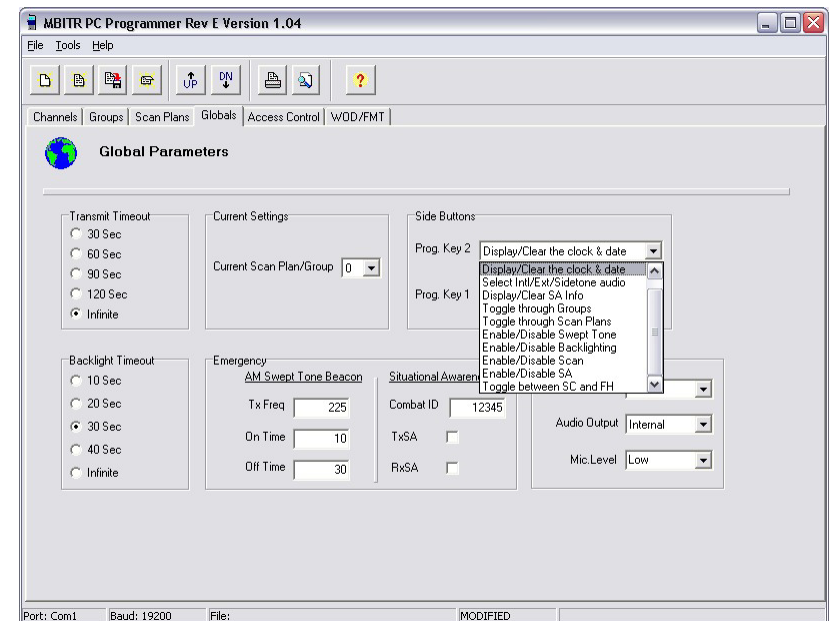 MBITR PC Programmer Rev E Version 1.04
File Tools Help
UP DN ?
Channels Groups Scan Plans Globals Access Control WOD/FMT
Global Parameters
Transmit Timeout
30 Sec
60 Sec
90 Sec
120 Sec
Infinite
Current Settings
Current Scan Plan/Group 0
Side Buttons
Prog. Key 2 Display/Clear the clock & date
Prog. Key 1
Display/Clear the clock & date
Select Intl/Ext/Sidetone audio
Display/Clear SA Info
Toggle through Groups
Toggle through Scan Plans
Enable/Disable Swept Tone
Enable/Disable Backlighting
Enable/Disable Scan
Enable/Disable SA
Toggle between SC and FH
Backlight Timeout
10 Sec
20 Sec
30 Sec
40 Sec
Infinite
Emergency
AM Swept Tone Beacon
Tx Freq 225
On Time 10
Off Time 30
Situational
Combat ID 12345
TxSA
RxSA
Audio Output Internal
Mic.Level Low
Port: Com1 Baud: 19200 File: MODIFIED